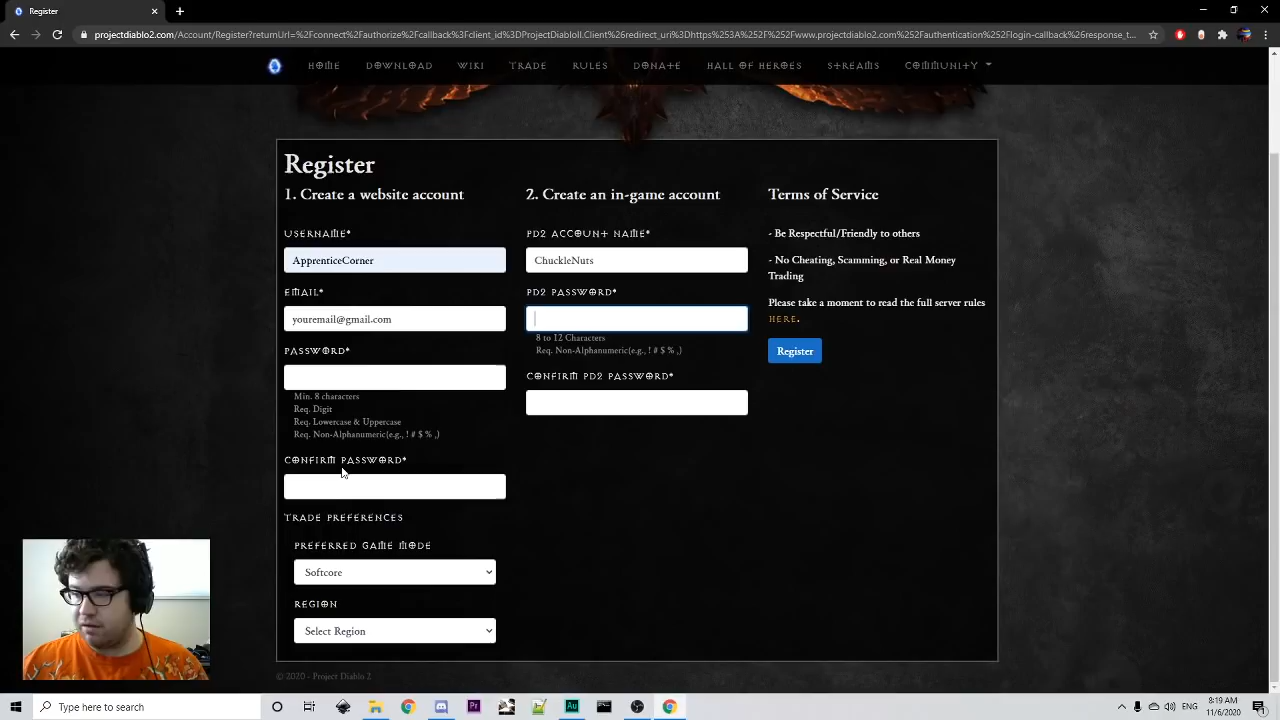 Register
projectdiablo2.com/Account/Register?returnUrl=%2Fconnect%2Fauthorize%2Fcallback%3Fclient_id%3DProjectDiabloII.Client%26redirect_uri%3Dhttps%253A%252F%252Fwww.projectdiablo2.com%252Fauthentication%252Flogin-callback%26response_t...
HOME DOWNLOAD WIKI TRADE RULES DONATE HALL OF HEROES STREAMS COMMUNITY
Register
1. Create a website account
USERNAME*
ApprenticeCorner
EMAIL*
youremail@gmail.com
PASSWORD*
Min. 8 characters
Req. Digit
Req. Lowercase & Uppercase
Req. Non-Alphanumeric(e.g., ! # $ % ,)
CONFIRM PASSWORD*
TRADE PREFERENCES
PREFERRED GAME MODE
Softcore
REGION
Select Region
2. Create an in-game account
PD2 ACCOUNT NAME*
ChuckleNuts
PD2 PASSWORD*
8 to 12 Characters
Req. Non-Alphanumeric(e.g., ! # $ % ,)
CONFIRM PD2 PASSWORD*
Terms of Service
- Be Respectful/Friendly to others
- No Cheating, Scamming, or Real Money
Trading
Please take a moment to read the full server rules
HERE.
Register
© 2020 - Project Diablo 2
Type here to search
Pr
Au
ENG
8:19 AM
11/6/2020